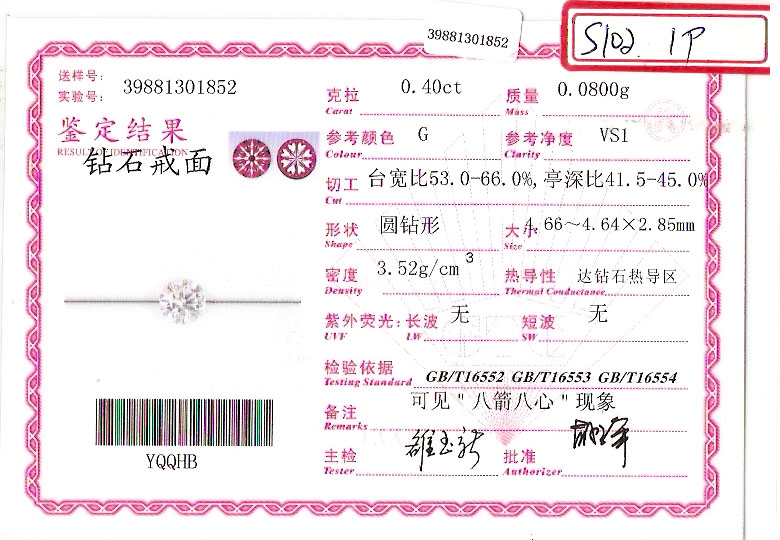 39881301852
S102. 1P
送样号:
实验号: 39881301852
鉴定结果
RESULT OF IDENTIFICATION
钻石戒面
YQQHB
克拉 0.40ct 质量 0.0800g
Carat Mass
参考颜色 G 参考净度 VS1
Colour Clarity
切工 台宽比53.0-66.0%,亭深比41.5-45.0%
Cut
形状 圆钻形 大小 4.66～4.64×2.85mm
Shape Size
密度 3.52g/cm³ 热导性 达钻石热导区
Density Thermal Conductance
紫外荧光: 长波 无 短波 无
UVF LW SW
检验依据 GB/T16552 GB/T16553 GB/T16554
Testing Standard
备注 可见"八箭八心"现象
Remarks
主检 批准
Tester Authorizer